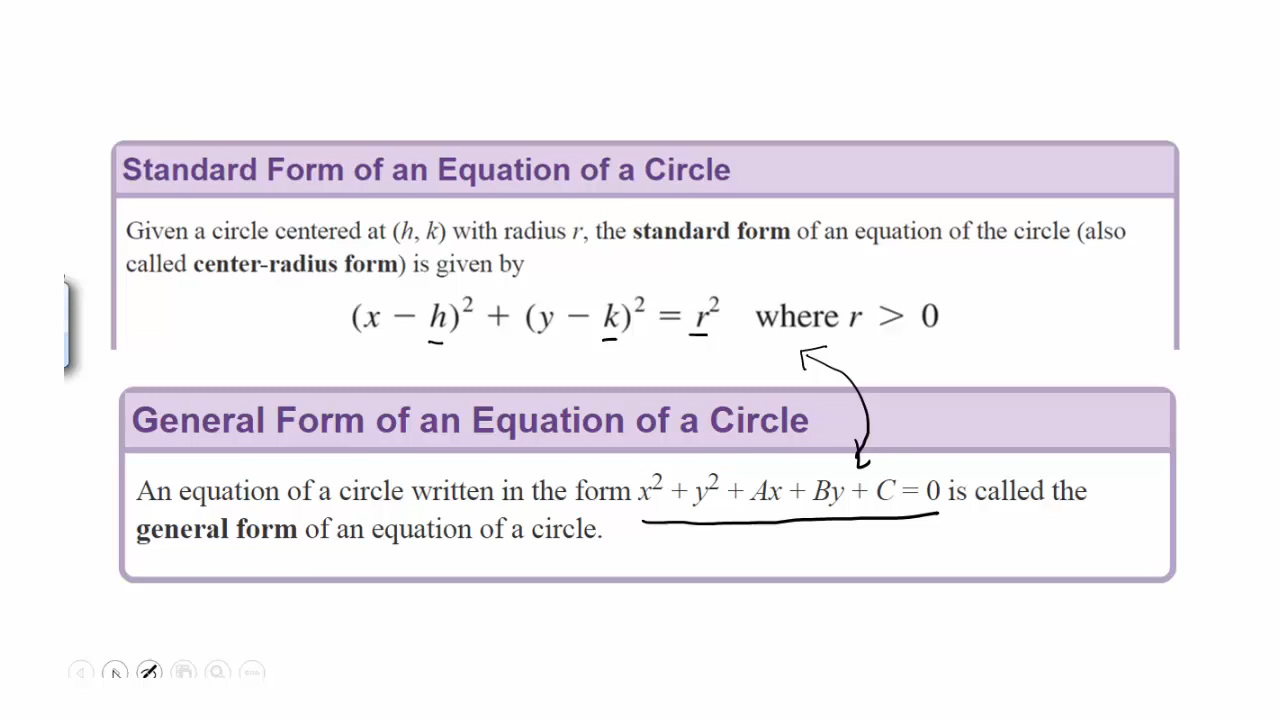 Standard Form of an Equation of a Circle
Given a circle centered at (h, k) with radius r, the standard form of an equation of the circle (also
called center-radius form) is given by
(x − h)² + (y − k)² = r² where r > 0
General Form of an Equation of a Circle
An equation of a circle written in the form x² + y² + Ax + By + C = 0 is called the
general form of an equation of a circle.